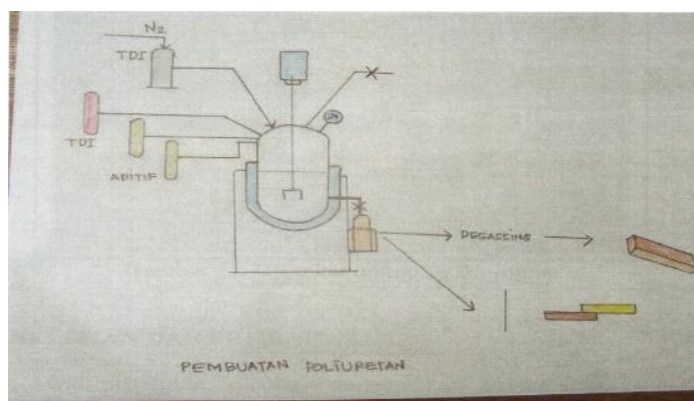 N2
TDI
TDI
ADITIF
DEGASSING
PEMBUATAN POLIURETAN